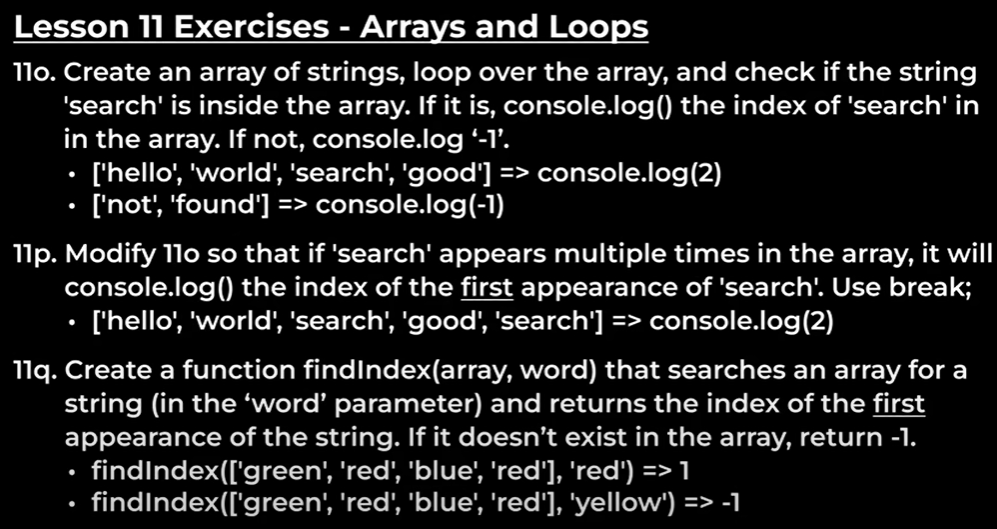 Lesson 11 Exercises - Arrays and Loops
11o. Create an array of strings, loop over the array, and check if the string
'search' is inside the array. If it is, console.log() the index of 'search' in
in the array. If not, console.log ‘-1’.
• ['hello', 'world', 'search', 'good'] => console.log(2)
• ['not', 'found'] => console.log(-1)
11p. Modify 11o so that if 'search' appears multiple times in the array, it will
console.log() the index of the first appearance of 'search'. Use break;
• ['hello', 'world', 'search', 'good', 'search'] => console.log(2)
11q. Create a function findIndex(array, word) that searches an array for a
string (in the ‘word’ parameter) and returns the index of the first
appearance of the string. If it doesn’t exist in the array, return -1.
• findIndex(['green', 'red', 'blue', 'red'], 'red') => 1
• findIndex(['green', 'red', 'blue', 'red'], 'yellow') => -1